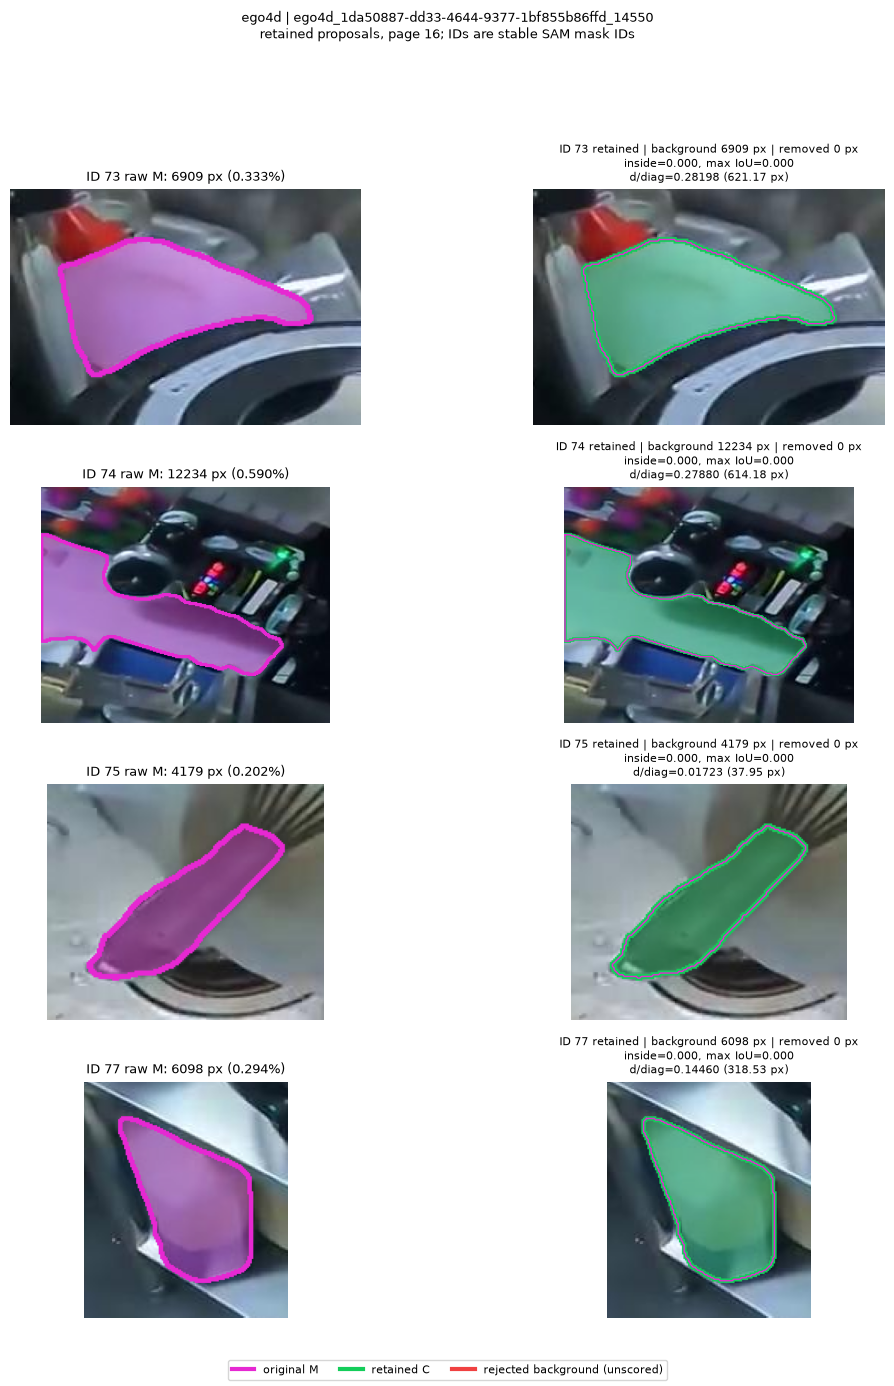 ego4d | ego4d_1da50887-dd33-4644-9377-1bf855b86ffd_14550
retained proposals, page 16; IDs are stable SAM mask IDs
ID 73 raw M: 6909 px (0.333%)
ID 73 retained | background 6909 px | removed 0 px
inside=0.000, max IoU=0.000
d/diag=0.28198 (621.17 px)
ID 74 raw M: 12234 px (0.590%)
ID 74 retained | background 12234 px | removed 0 px
inside=0.000, max IoU=0.000
d/diag=0.27880 (614.18 px)
ID 75 raw M: 4179 px (0.202%)
ID 75 retained | background 4179 px | removed 0 px
inside=0.000, max IoU=0.000
d/diag=0.01723 (37.95 px)
ID 77 raw M: 6098 px (0.294%)
ID 77 retained | background 6098 px | removed 0 px
inside=0.000, max IoU=0.000
d/diag=0.14460 (318.53 px)
original M
retained C
rejected background (unscored)